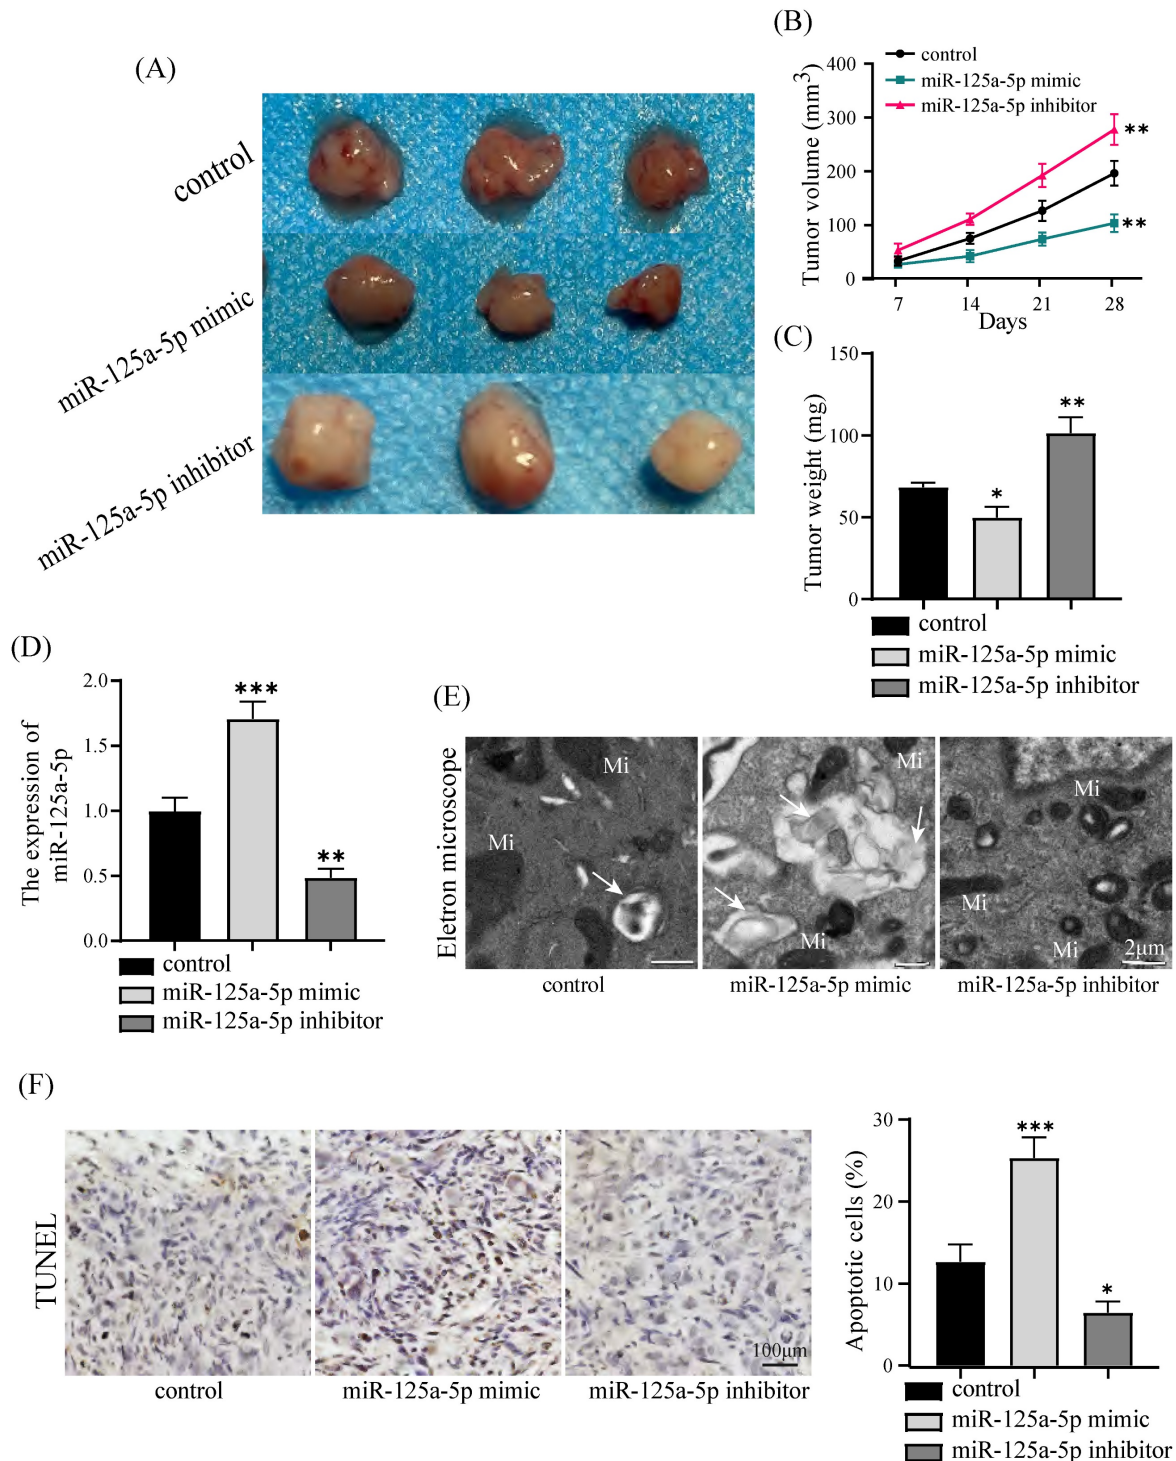 (A)
control
miR-125a-5p mimic
miR-125a-5p inhibitor
(B)
control
miR-125a-5p mimic
miR-125a-5p inhibitor
Tumor volume (mm3)
400
300
200
100
0
7 14 21 28
Days
**
**
(C)
Tumor weight (mg)
150
100
50
0
*
**
control
miR-125a-5p mimic
miR-125a-5p inhibitor
(D)
The expression of
miR-125a-5p
2.0
1.5
1.0
0.5
0.0
***
**
control
miR-125a-5p mimic
miR-125a-5p inhibitor
(E)
Eletron microscope
Mi
Mi
Mi
Mi
Mi
Mi
Mi
2μm
control
miR-125a-5p mimic
miR-125a-5p inhibitor
(F)
TUNEL
100μm
control
miR-125a-5p mimic
miR-125a-5p inhibitor
Apoptotic cells (%)
30
20
10
0
***
*
control
miR-125a-5p mimic
miR-125a-5p inhibitor